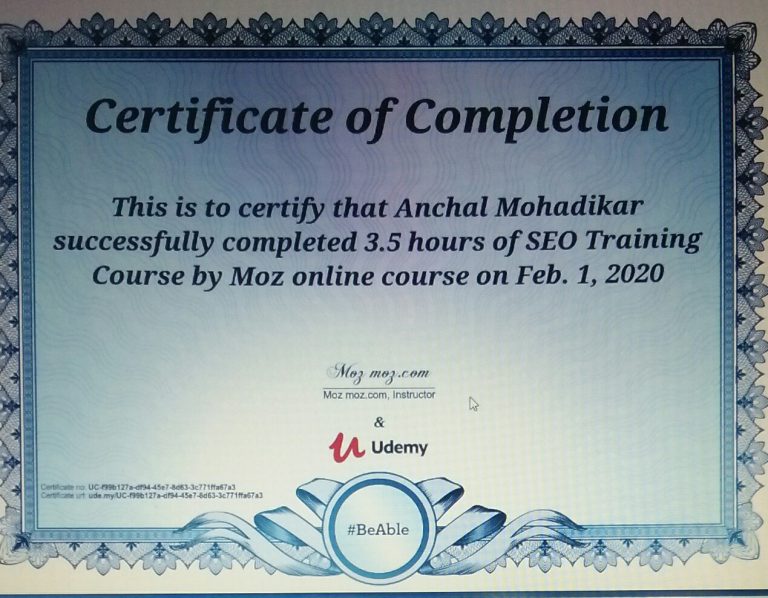 Certificate of Completion
This is to certify that Anchal Mohadikar
successfully completed 3.5 hours of SEO Training
Course by Moz online course on Feb. 1, 2020
Moz moz.com
Moz moz.com, Instructor
&
Udemy
Certificate no: UC-f99b127a-df94-45e7-8d63-3c771ffa67a3
Certificate url: ude.my/UC-f99b127a-df94-45e7-8d63-3c771ffa67a3
#BeAble